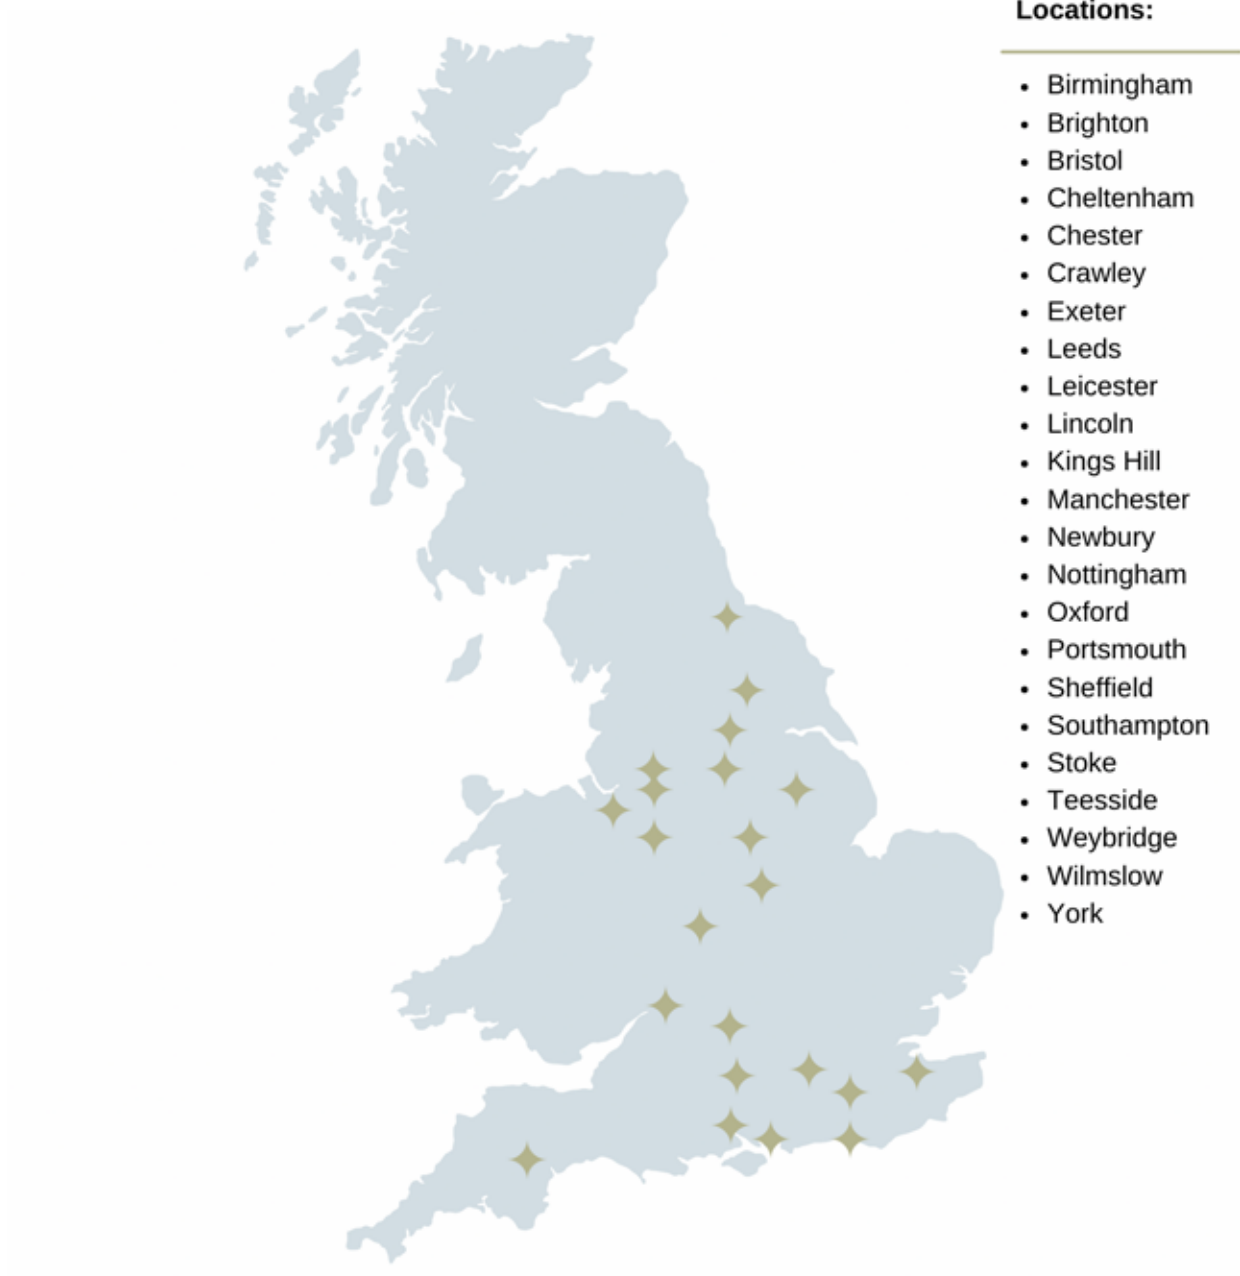 Locations:
• Birmingham
• Brighton
• Bristol
• Cheltenham
• Chester
• Crawley
• Exeter
• Leeds
• Leicester
• Lincoln
• Kings Hill
• Manchester
• Newbury
• Nottingham
• Oxford
• Portsmouth
• Sheffield
• Southampton
• Stoke
• Teesside
• Weybridge
• Wilmslow
• York